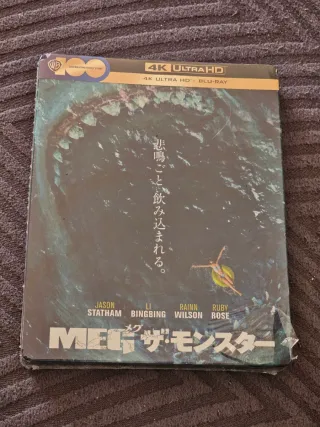 WB 100
4K ULTRA HD
4K ULTRA HD + BLU-RAY
悲鳴ごと飲み込まれる。
JASON STATHAM
LI BINGBING
RAINN WILSON
RUBY ROSE
メグ
MEG ザ・モンスター